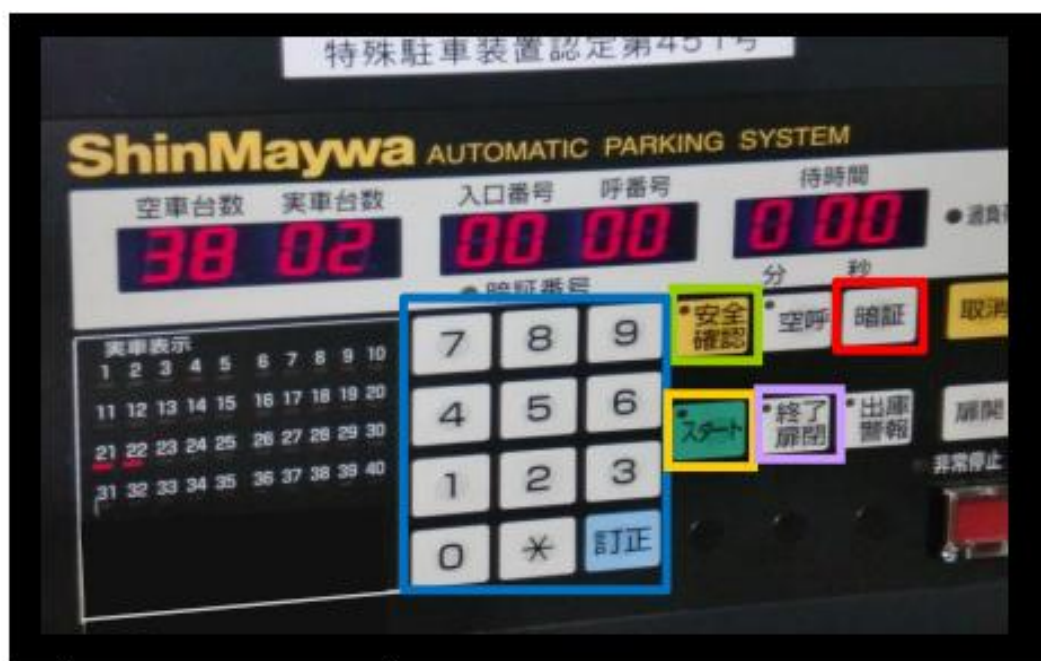 特殊駐車装置認定第451号
ShinMaywa AUTOMATIC PARKING SYSTEM
空車台数 実車台数 入口番号 呼番号 待時間
38 02 00 00 0 00
暗証番号 分 秒
実車表示
1 2 3 4 5 6 7 8 9 10
11 12 13 14 15 16 17 18 19 20
21 22 23 24 25 26 27 28 29 30
31 32 33 34 35 36 37 38 39 40
7 8 9
4 5 6
1 2 3
0 * 訂正
安全確認 空呼 暗証 取消
スタート 終了扉閉 出庫警報 扉開
非常停止